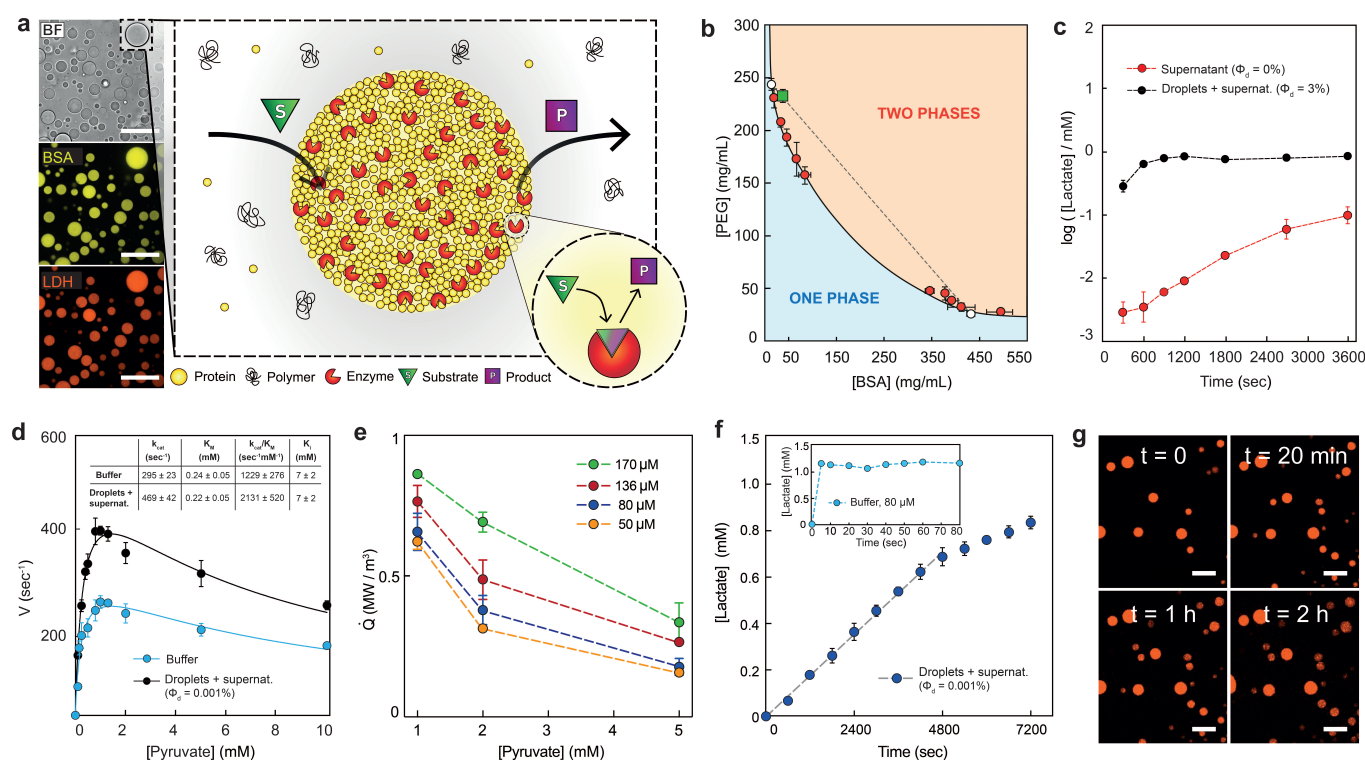 a
BF
BSA
LDH
S
P
S
P
Protein
Polymer
Enzyme
S
Substrate
P
Product
b
[PEG] (mg/mL)
300
250
200
150
100
50
0
TWO PHASES
ONE PHASE
0 50 150 250 350 450 550
[BSA] (mg/mL)
c
log ( [Lactate] / mM)
2
1
0
-1
-2
-3
Supernatant (Φd = 0%)
Droplets + supernat. (Φd = 3%)
0 600 1200 1800 2400 3000 3600
Time (sec)
d
V (sec-1)
600
400
200
kcat (sec-1) KM (mM) kcat/KM (sec-1mM-1) KI (mM)
Buffer 295 ± 23 0.24 ± 0.05 1229 ± 276 7 ± 2
Droplets + supernat. 469 ± 42 0.22 ± 0.05 2131 ± 520 7 ± 2
Buffer
Droplets + supernat.
(Φd = 0.001%)
0 2 4 6 8 10
[Pyruvate] (mM)
e
Q̇ (MW / m3)
1
0.5
0
170 µM
136 µM
80 µM
50 µM
1 2 3 4 5
[Pyruvate] (mM)
f
[Lactate] (mM)
1.2
1.0
0.8
0.6
0.4
0.2
0
[Lactate] (mM)
1.5
1.0
0.5
0
Buffer, 80 µM
0 10 20 30 40 50 60 70 80
Time (sec)
Droplets + supernat.
(Φd = 0.001%)
0 2400 4800 7200
Time (sec)
g
t = 0
t = 20 min
t = 1 h
t = 2 h